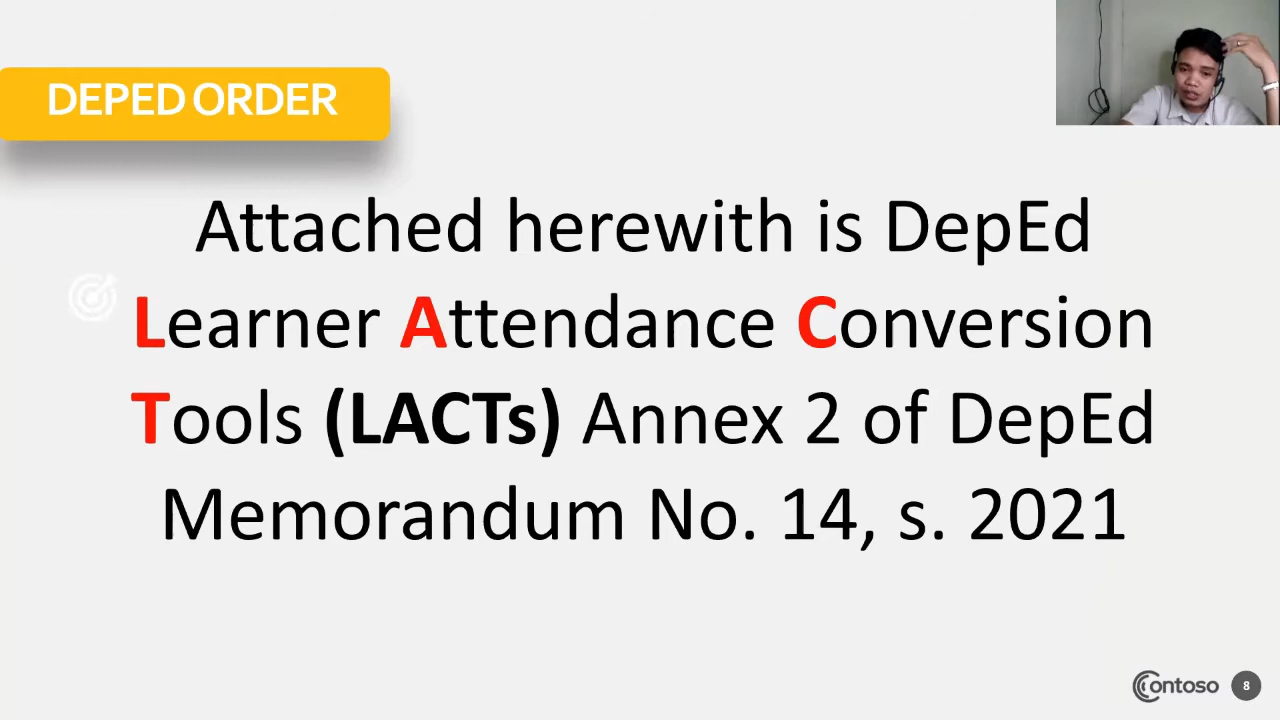 DEPED ORDER
Attached herewith is DepEd
Learner Attendance Conversion
Tools (LACTs) Annex 2 of DepEd
Memorandum No. 14, s. 2021
Contoso 8